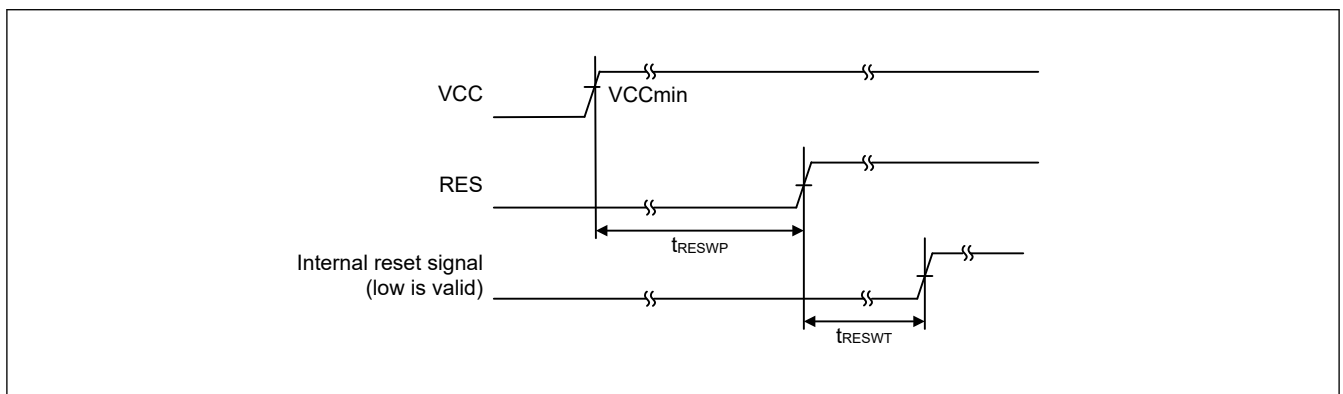 VCC
VCCmin
RES
tRESWP
Internal reset signal
(low is valid)
tRESWT